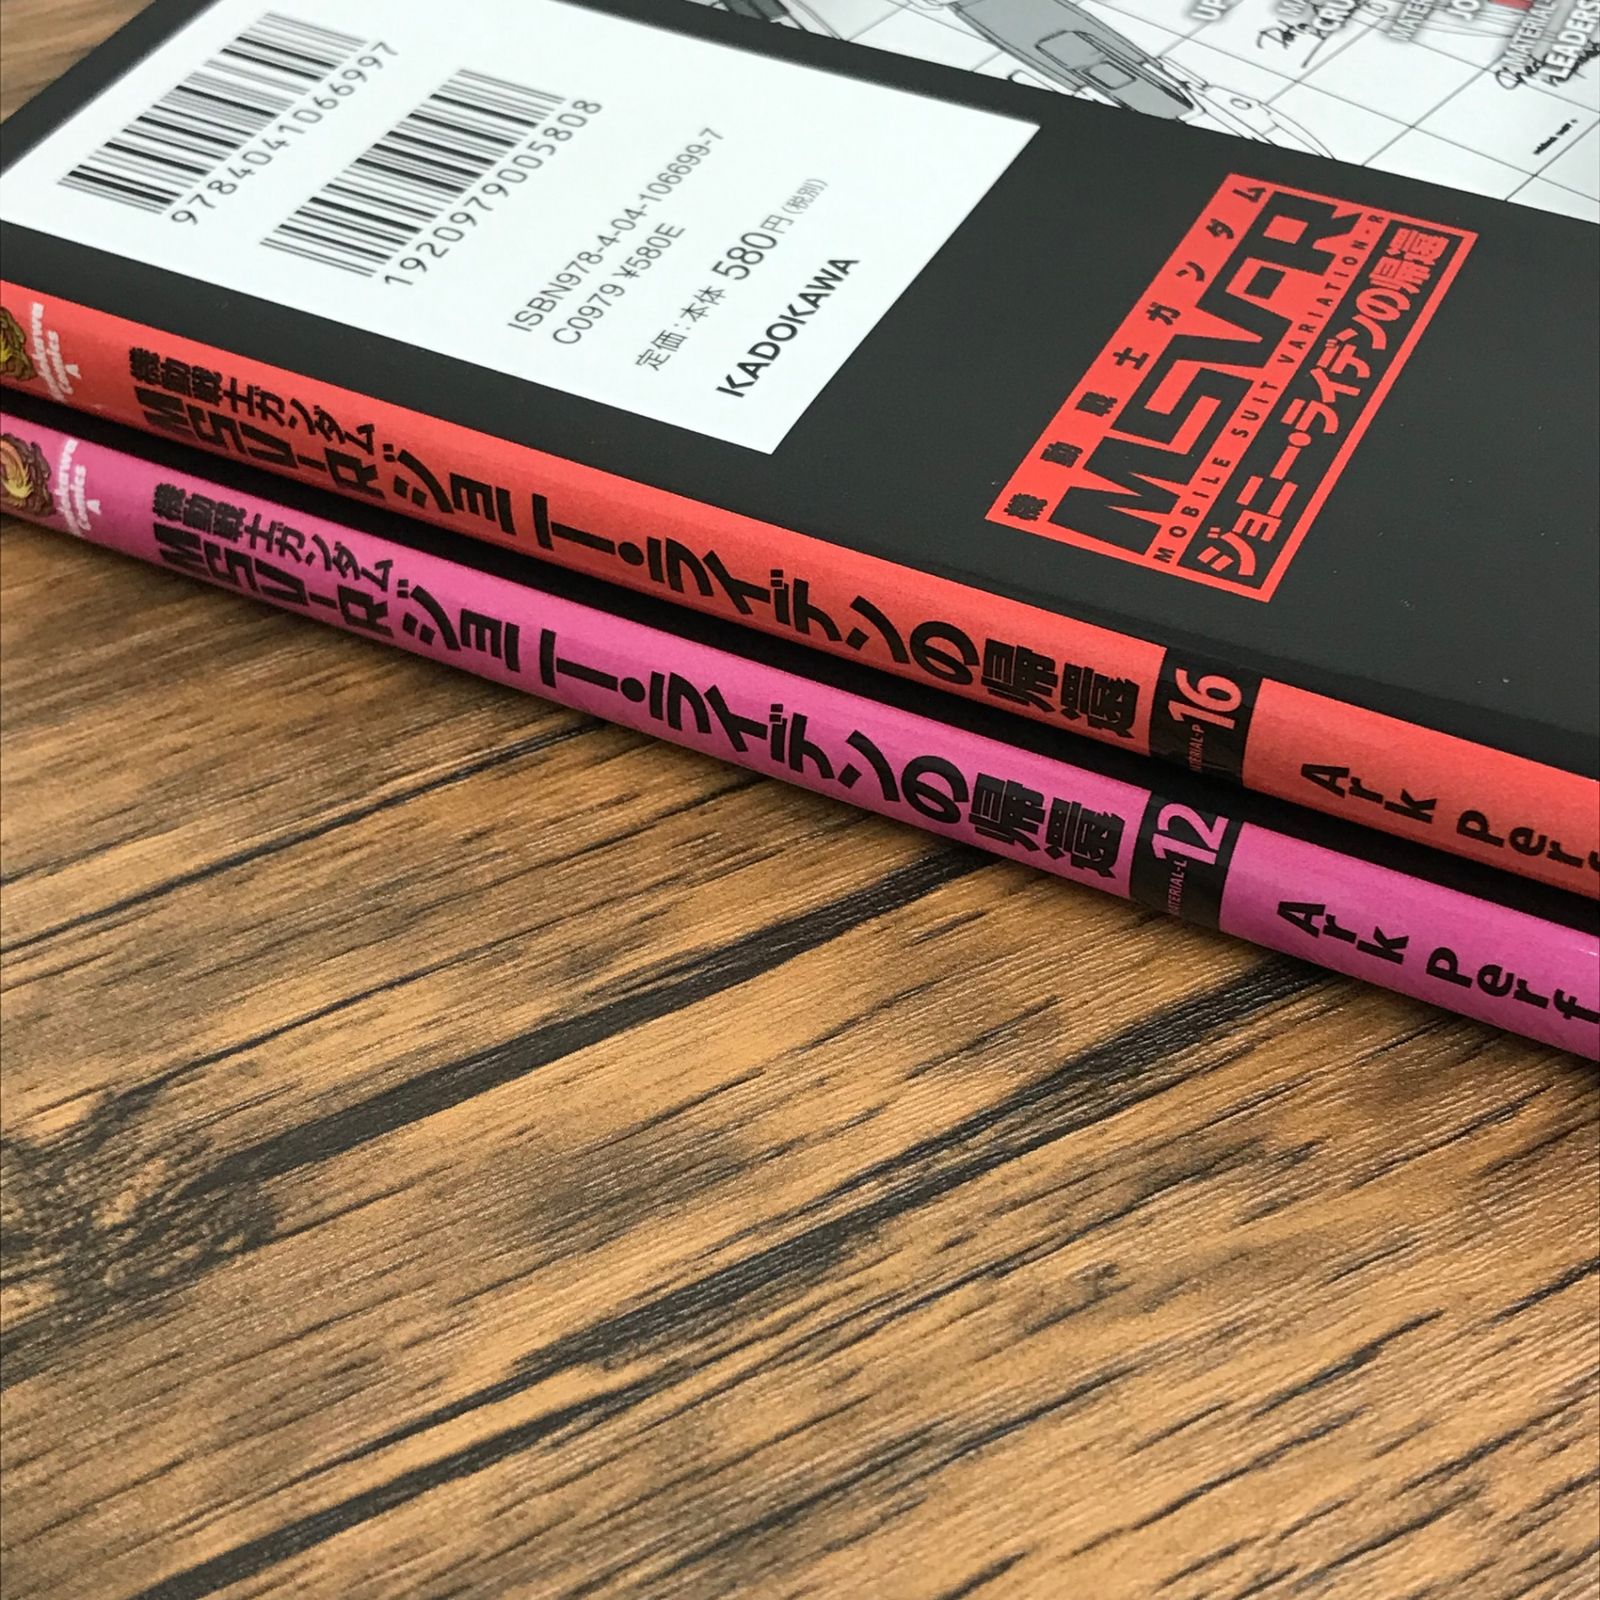 9784041066997
1920979005808
ISBN978-4-04-106699-7
C0979 ¥580E
定価：本体 580円（税別）
KADOKAWA
機動戦士ガンダム
MSV-R
MOBILE SUIT VARIATION-R
ジョニー・ライデンの帰還
Comics A
機動戦士ガンダム
MSV-R
ジョニー・ライデンの帰還
16
Ark Perf
Comics A
機動戦士ガンダム
MSV-R
ジョニー・ライデンの帰還
MATERIAL-L
12
Ark Perf